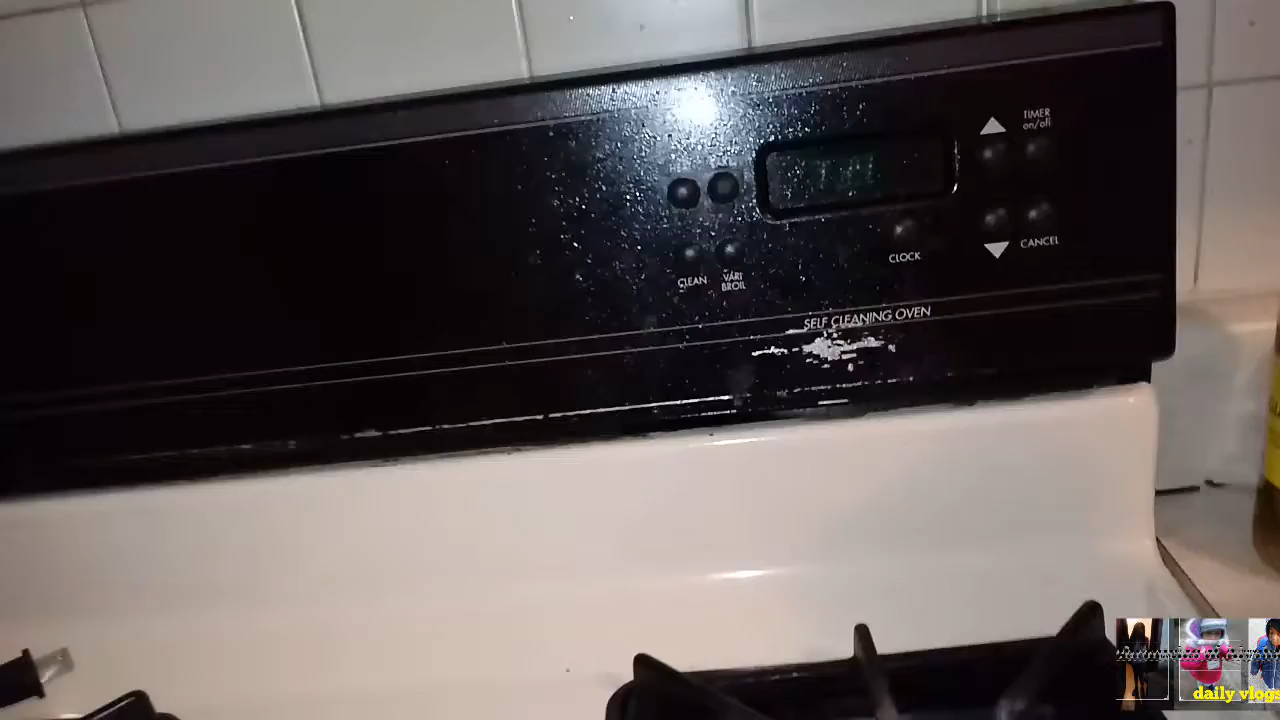 TIMER
on/off
CLOCK
CANCEL
CLEAN
VARI
BROIL
SELF CLEANING OVEN
daily vlogs